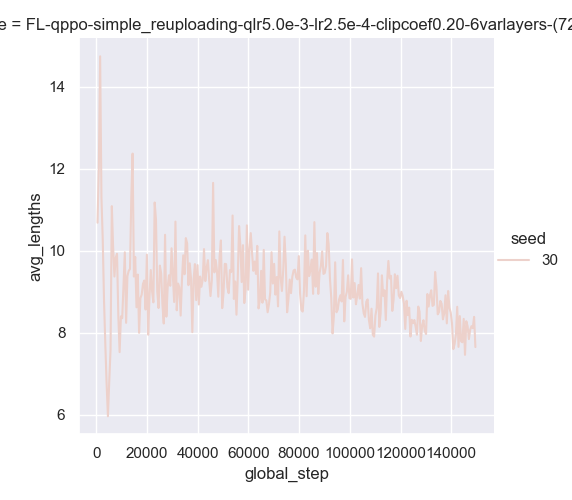 e = FL-qppo-simple_reuploading-qlr5.0e-3-lr2.5e-4-clipcoef0.20-6varlayers-(72
14
12
10
8
6
avg_lengths
seed
30
0 20000 40000 60000 80000 100000 120000 140000
global_step